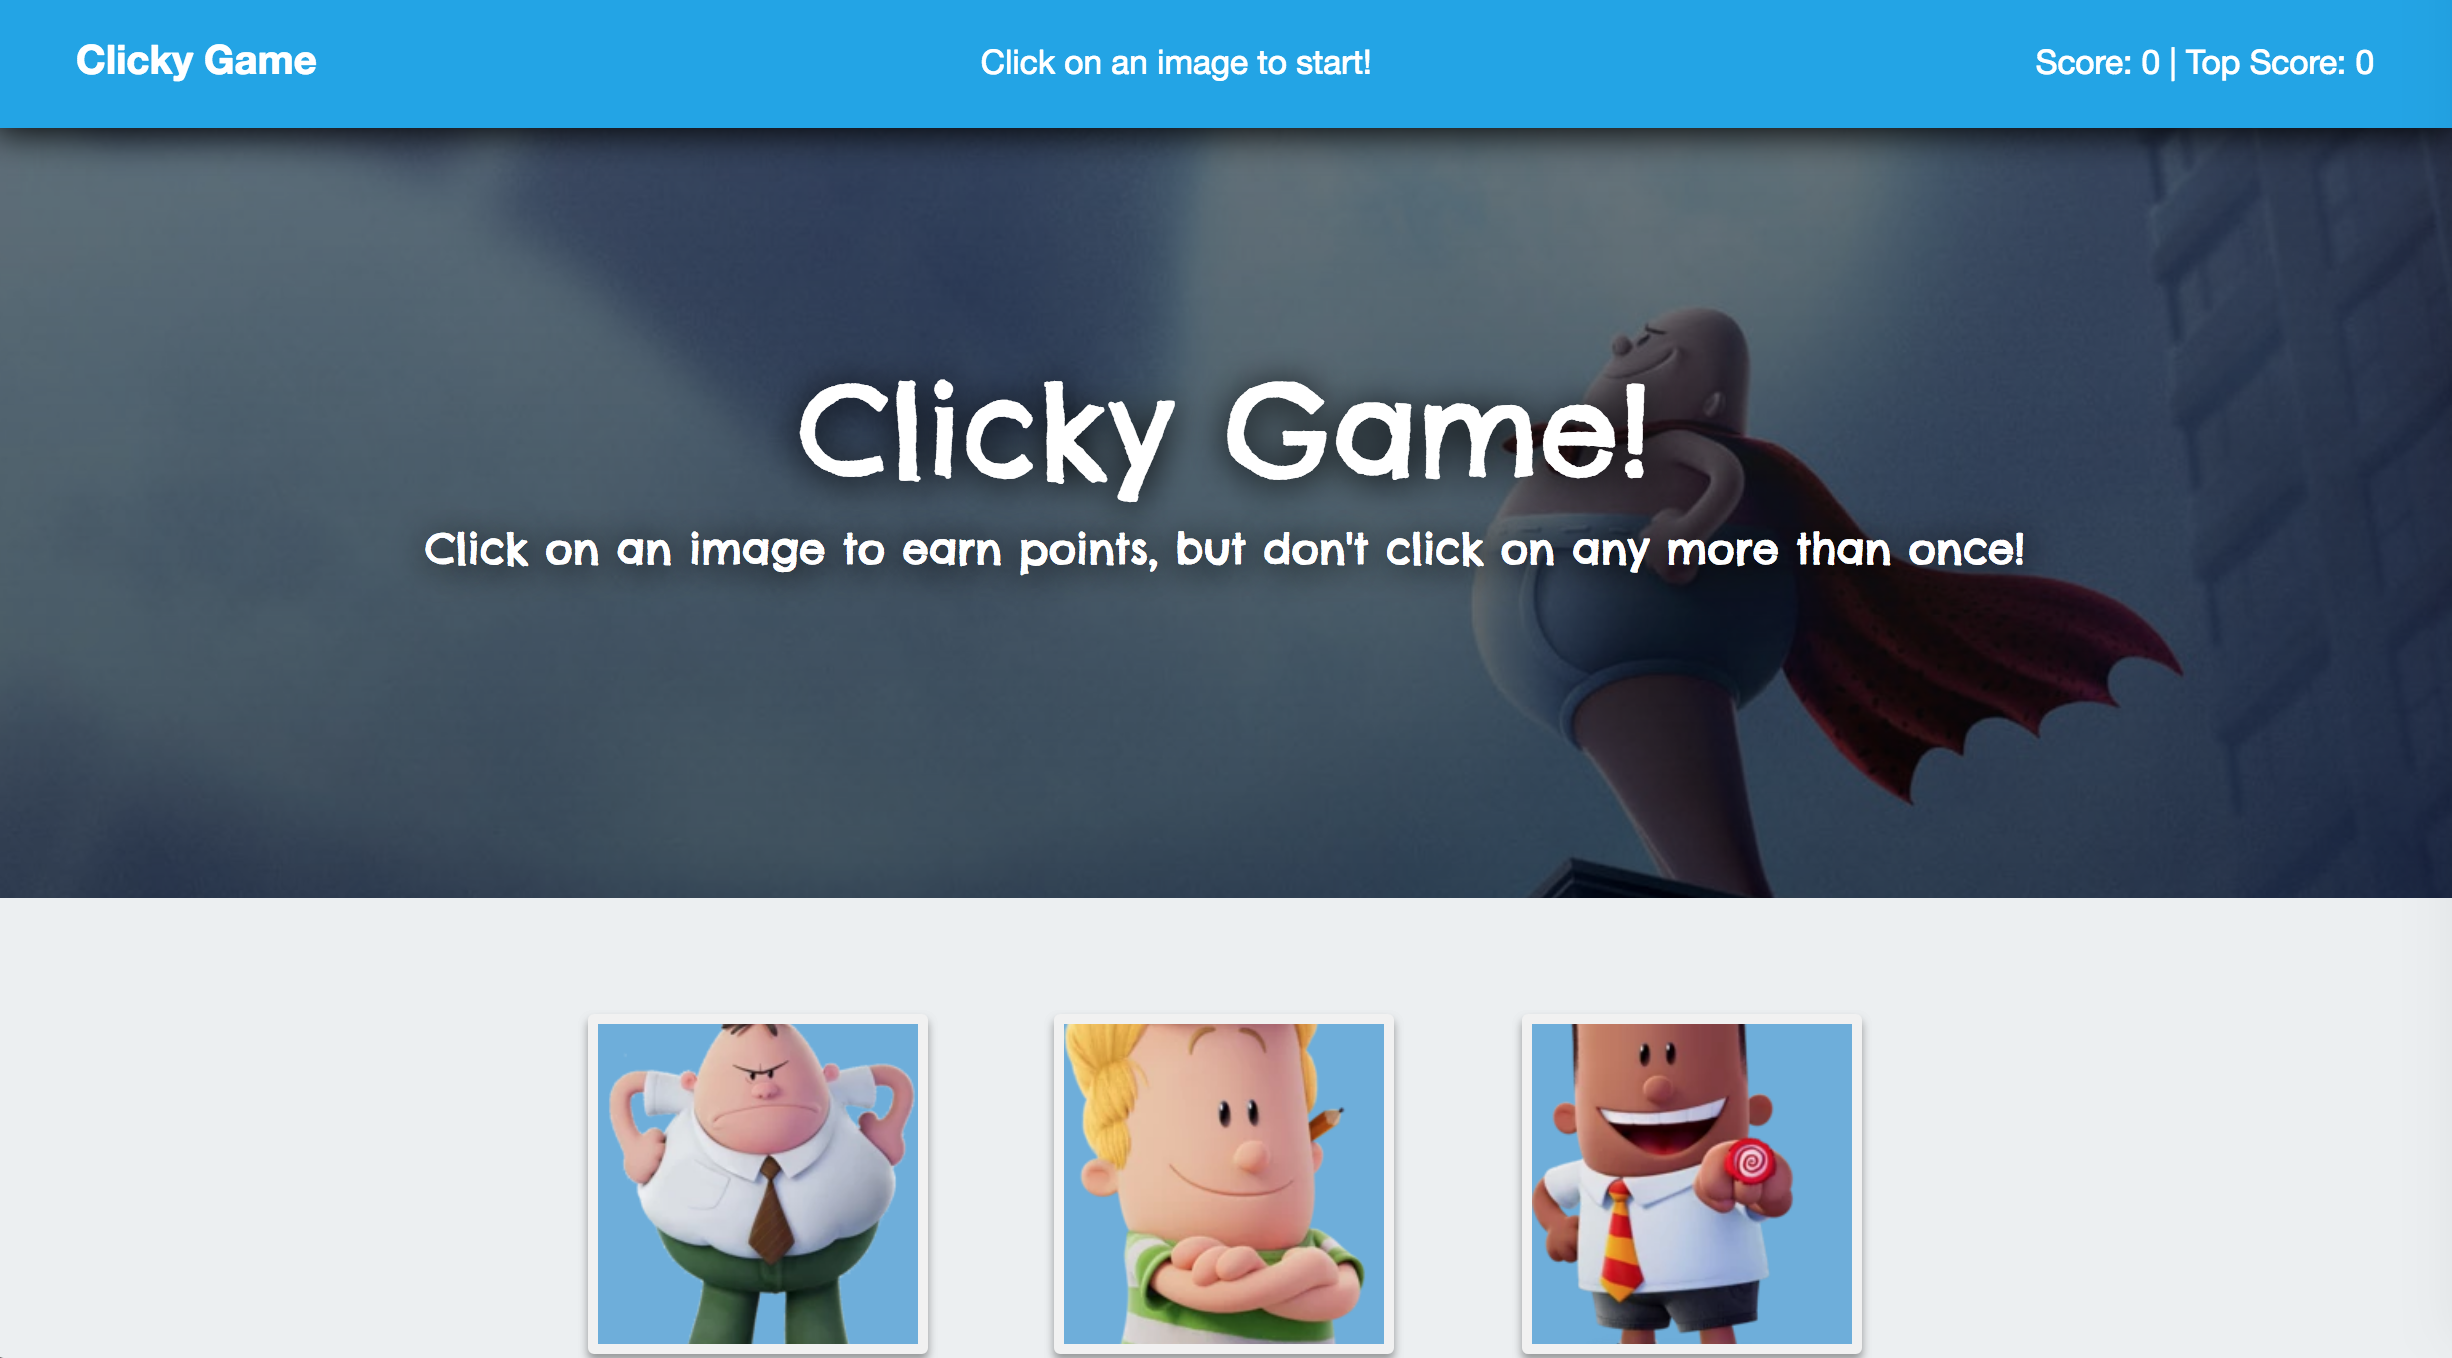 Clicky Game
Click on an image to start!
Score: 0 | Top Score: 0
Clicky Game!
Click on an image to earn points, but don't click on any more than once!